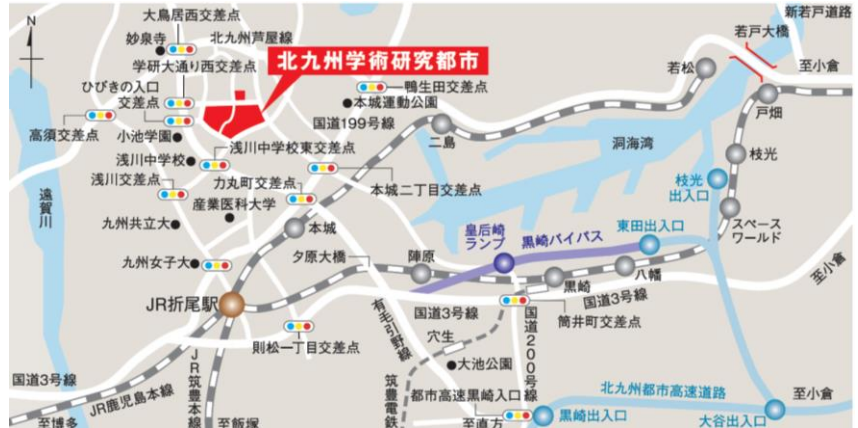 N
大鳥居西交差点
妙泉寺
北九州芦屋線
学研大通り西交差点
北九州学術研究都市
ひびきの入口
交差点
鴨生田交差点
本城運動公園
国道199号線
高須交差点
小池学園
浅川中学校
浅川中学校東交差点
浅川交差点
力丸町交差点
本城二丁目交差点
産業医科大学
九州共立大
本城
九州女子大
夕原大橋
陣原
遠賀川
JR折尾駅
則松一丁目交差点
有毛引野線
国道3号線
JR鹿児島本線
JR筑豊本線
至博多
至飯塚
新若戸道路
若戸大橋
至小倉
若松
戸畑
二島
洞海湾
枝光
枝光
出入口
スペース
ワールド
皇后崎
ランプ
黒崎バイパス
東田出入口
八幡
黒崎
国道3号線
至小倉
国道3号線
筒井町交差点
穴生
国道200号線
大池公園
筑豊電鉄
都市高速黒崎入口
至直方
黒崎出入口
北九州都市高速道路
至小倉
大谷出入口